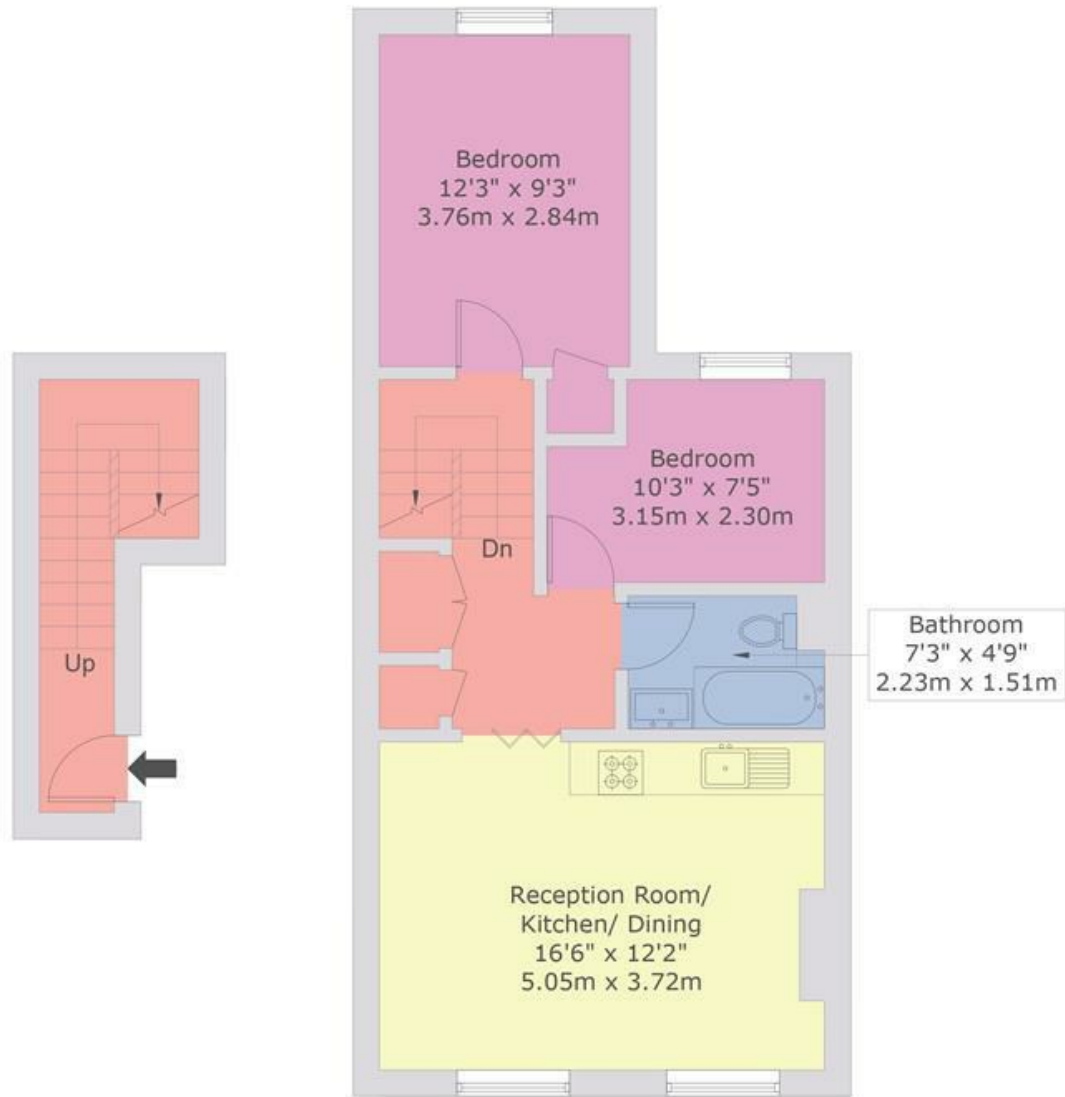 Bedroom
12'3" x 9'3"
3.76m x 2.84m
Bedroom
10'3" x 7'5"
3.15m x 2.30m
Dn
Up
Bathroom
7'3" x 4'9"
2.23m x 1.51m
Reception Room/
Kitchen/ Dining
16'6" x 12'2"
5.05m x 3.72m